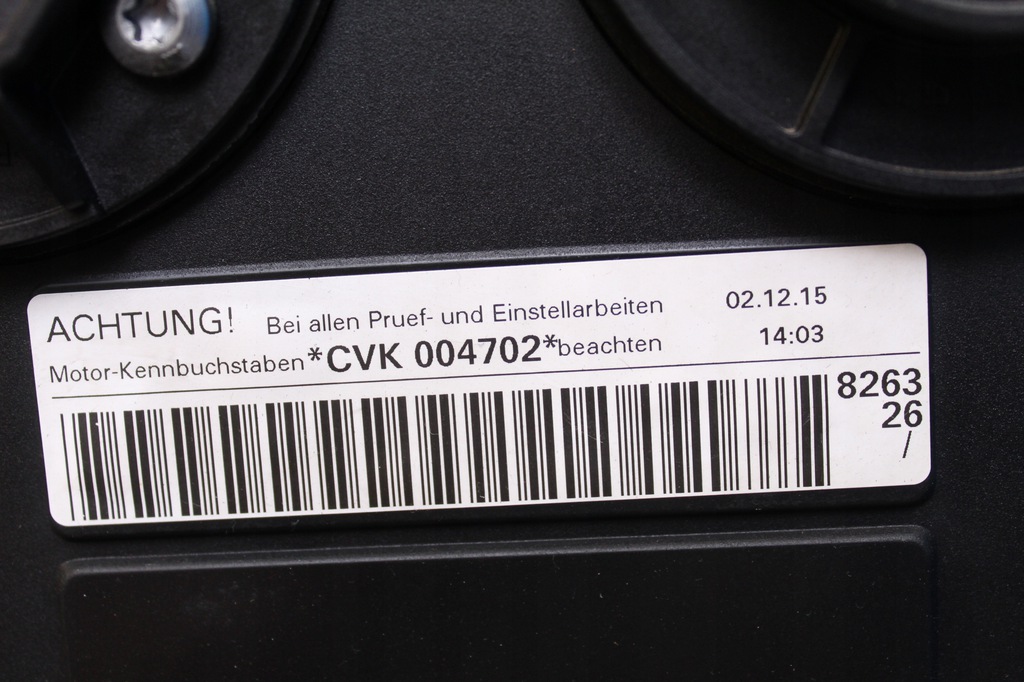 ACHTUNG! Bei allen Pruef- und Einstellarbeiten 02.12.15
Motor-Kennbuchstaben *CVK 004702* beachten 14:03
8263
26
/